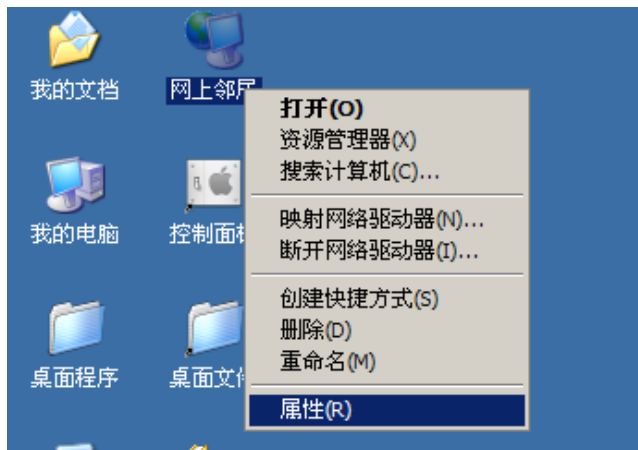 我的文档
网上邻居
我的电脑
控制面板
桌面程序
桌面文件
打开(O)
资源管理器(X)
搜索计算机(C)...
映射网络驱动器(N)...
断开网络驱动器(I)...
创建快捷方式(S)
删除(D)
重命名(M)
属性(R)